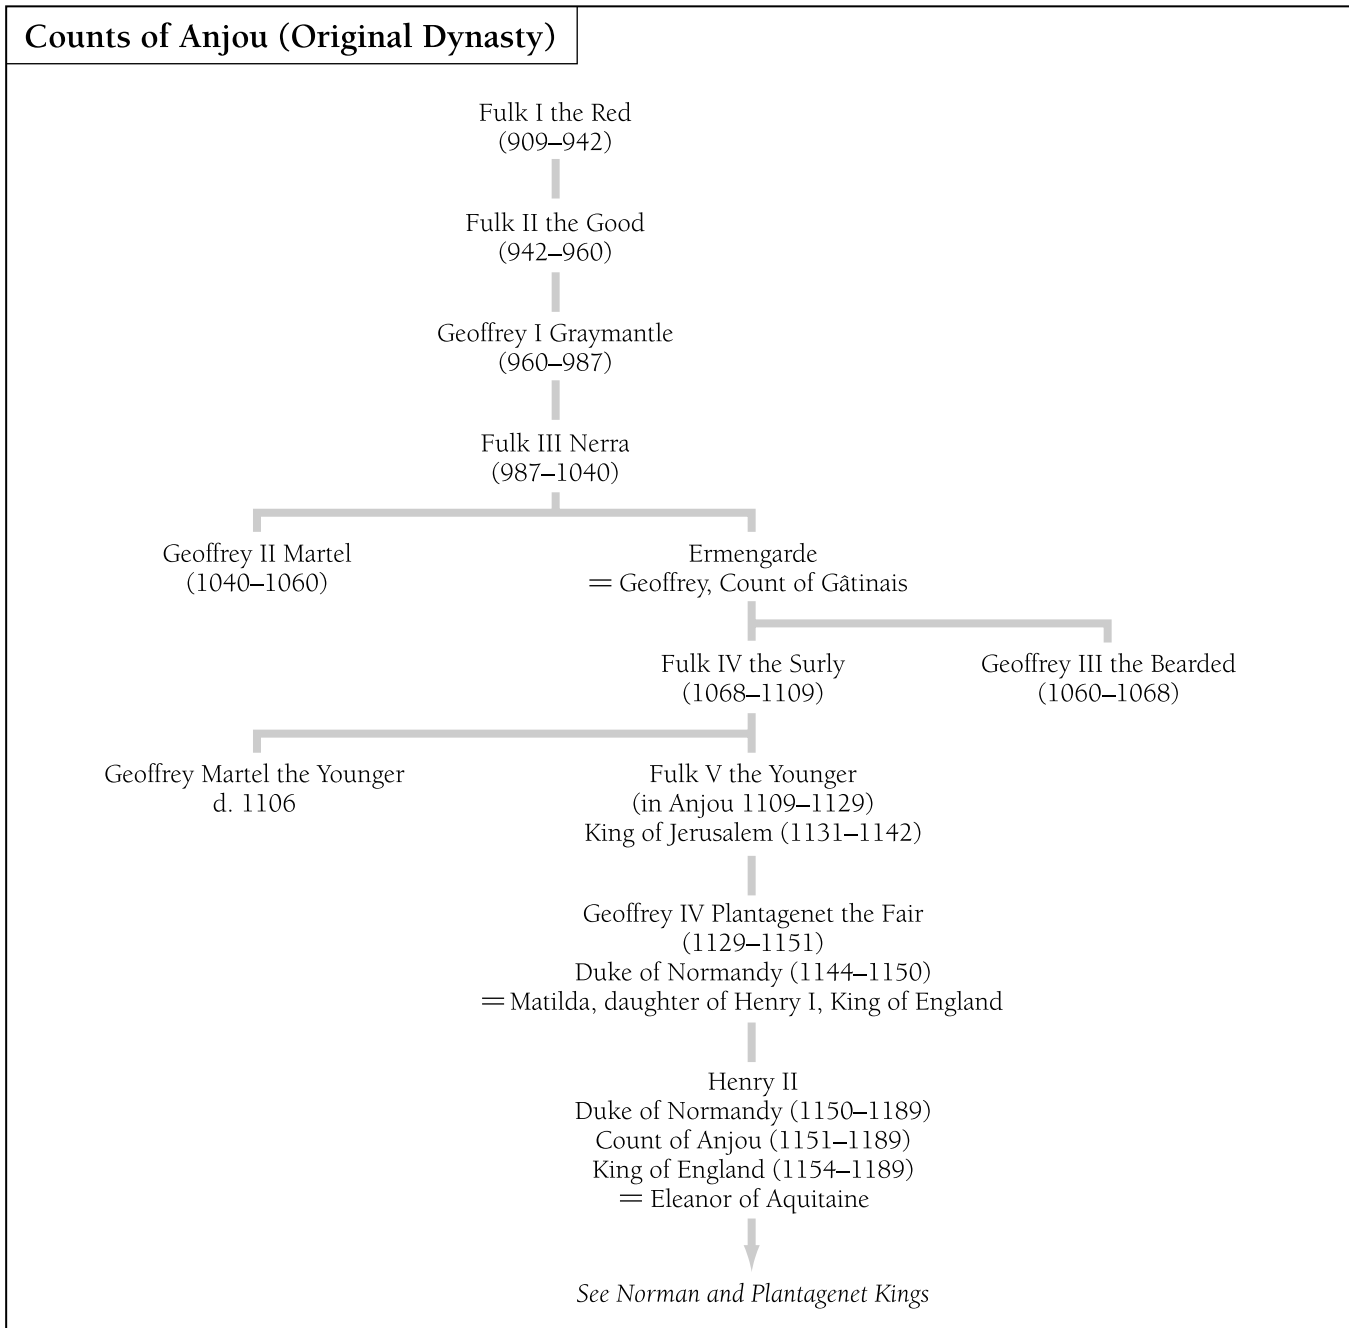 Counts of Anjou (Original Dynasty)
Fulk I the Red
(909–942)
Fulk II the Good
(942–960)
Geoffrey I Graymantle
(960–987)
Fulk III Nerra
(987–1040)
Geoffrey II Martel
(1040–1060)
Ermengarde
= Geoffrey, Count of Gâtinais
Fulk IV the Surly
(1068–1109)
Geoffrey III the Bearded
(1060–1068)
Geoffrey Martel the Younger
d. 1106
Fulk V the Younger
(in Anjou 1109–1129)
King of Jerusalem (1131–1142)
Geoffrey IV Plantagenet the Fair
(1129–1151)
Duke of Normandy (1144–1150)
= Matilda, daughter of Henry I, King of England
Henry II
Duke of Normandy (1150–1189)
Count of Anjou (1151–1189)
King of England (1154–1189)
= Eleanor of Aquitaine
See Norman and Plantagenet Kings